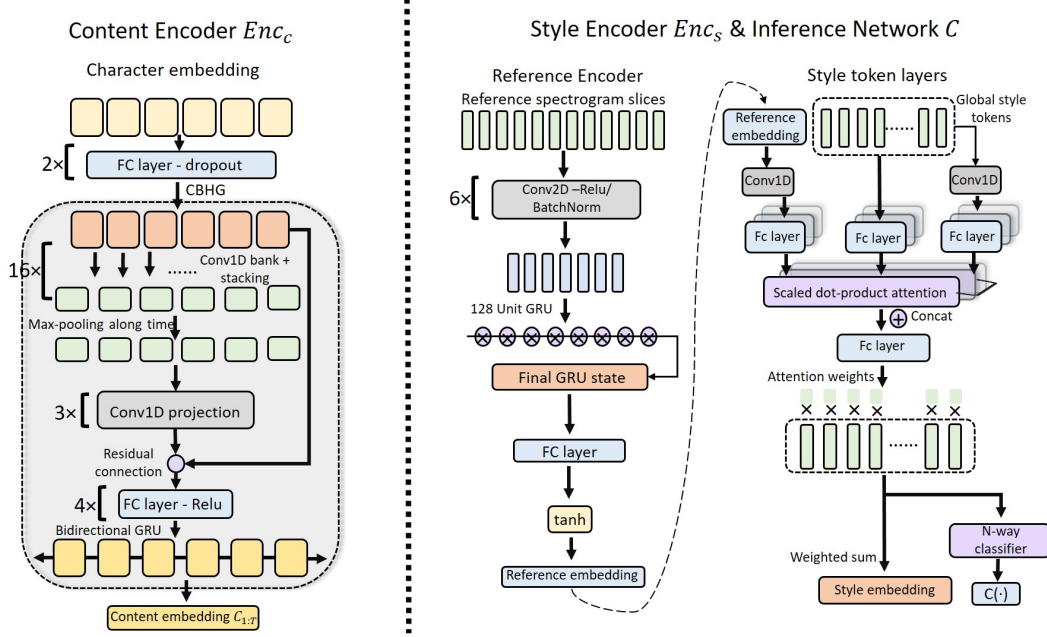 Content Encoder Enc_c
Character embedding
2×
FC layer - dropout
CBHG
16×
Conv1D bank +
stacking
......
Max-pooling along time
3×
Conv1D projection
Residual
connection
4×
FC layer - Relu
Bidirectional GRU
Content embedding C_{1:T}
Style Encoder Enc_s & Inference Network C
Reference Encoder
Reference spectrogram slices
6×
Conv2D –Relu/
BatchNorm
128 Unit GRU
Final GRU state
FC layer
tanh
Reference embedding
Style token layers
Reference
embedding
......
Global style
tokens
Conv1D
Conv1D
Fc layer
Fc layer
Fc layer
Scaled dot-product attention
+ Concat
Fc layer
Attention weights
× × × × × ×
......
Weighted sum
N-way
classifier
Style embedding
C(·)